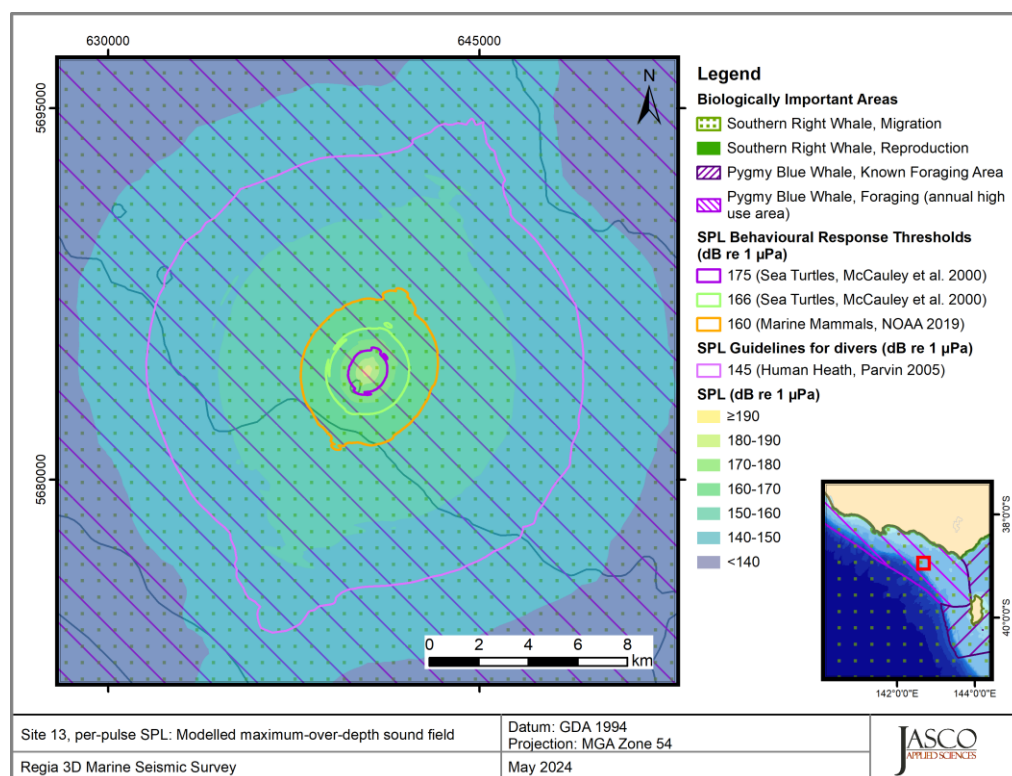 630000
645000
5695000
5680000
N
0
2
4
6
8
km
Legend
Biologically Important Areas
Southern Right Whale, Migration
Southern Right Whale, Reproduction
Pygmy Blue Whale, Known Foraging Area
Pygmy Blue Whale, Foraging (annual high
use area)
SPL Behavioural Response Thresholds
(dB re 1 µPa)
175 (Sea Turtles, McCauley et al. 2000)
166 (Sea Turtles, McCauley et al. 2000)
160 (Marine Mammals, NOAA 2019)
SPL Guidelines for divers (dB re 1 µPa)
145 (Human Heath, Parvin 2005)
SPL (dB re 1 µPa)
≥190
180-190
170-180
160-170
150-160
140-150
<140
38°0'0"S
40°0'0"S
142°0'0"E
144°0'0"E
Site 13, per-pulse SPL: Modelled maximum-over-depth sound field
Datum: GDA 1994
Projection: MGA Zone 54
Regia 3D Marine Seismic Survey
May 2024
JASCO
APPLIED SCIENCES